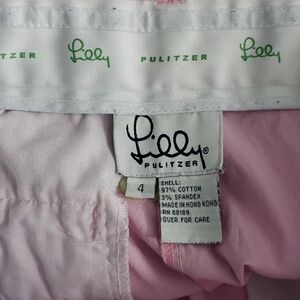 TZER Lilly PULITZER Lilly
Lilly®
PULITZER
4
SHELL:
97% COTTON
3% SPANDEX
MADE IN HONG KONG
RN 88189
OVER FOR CARE